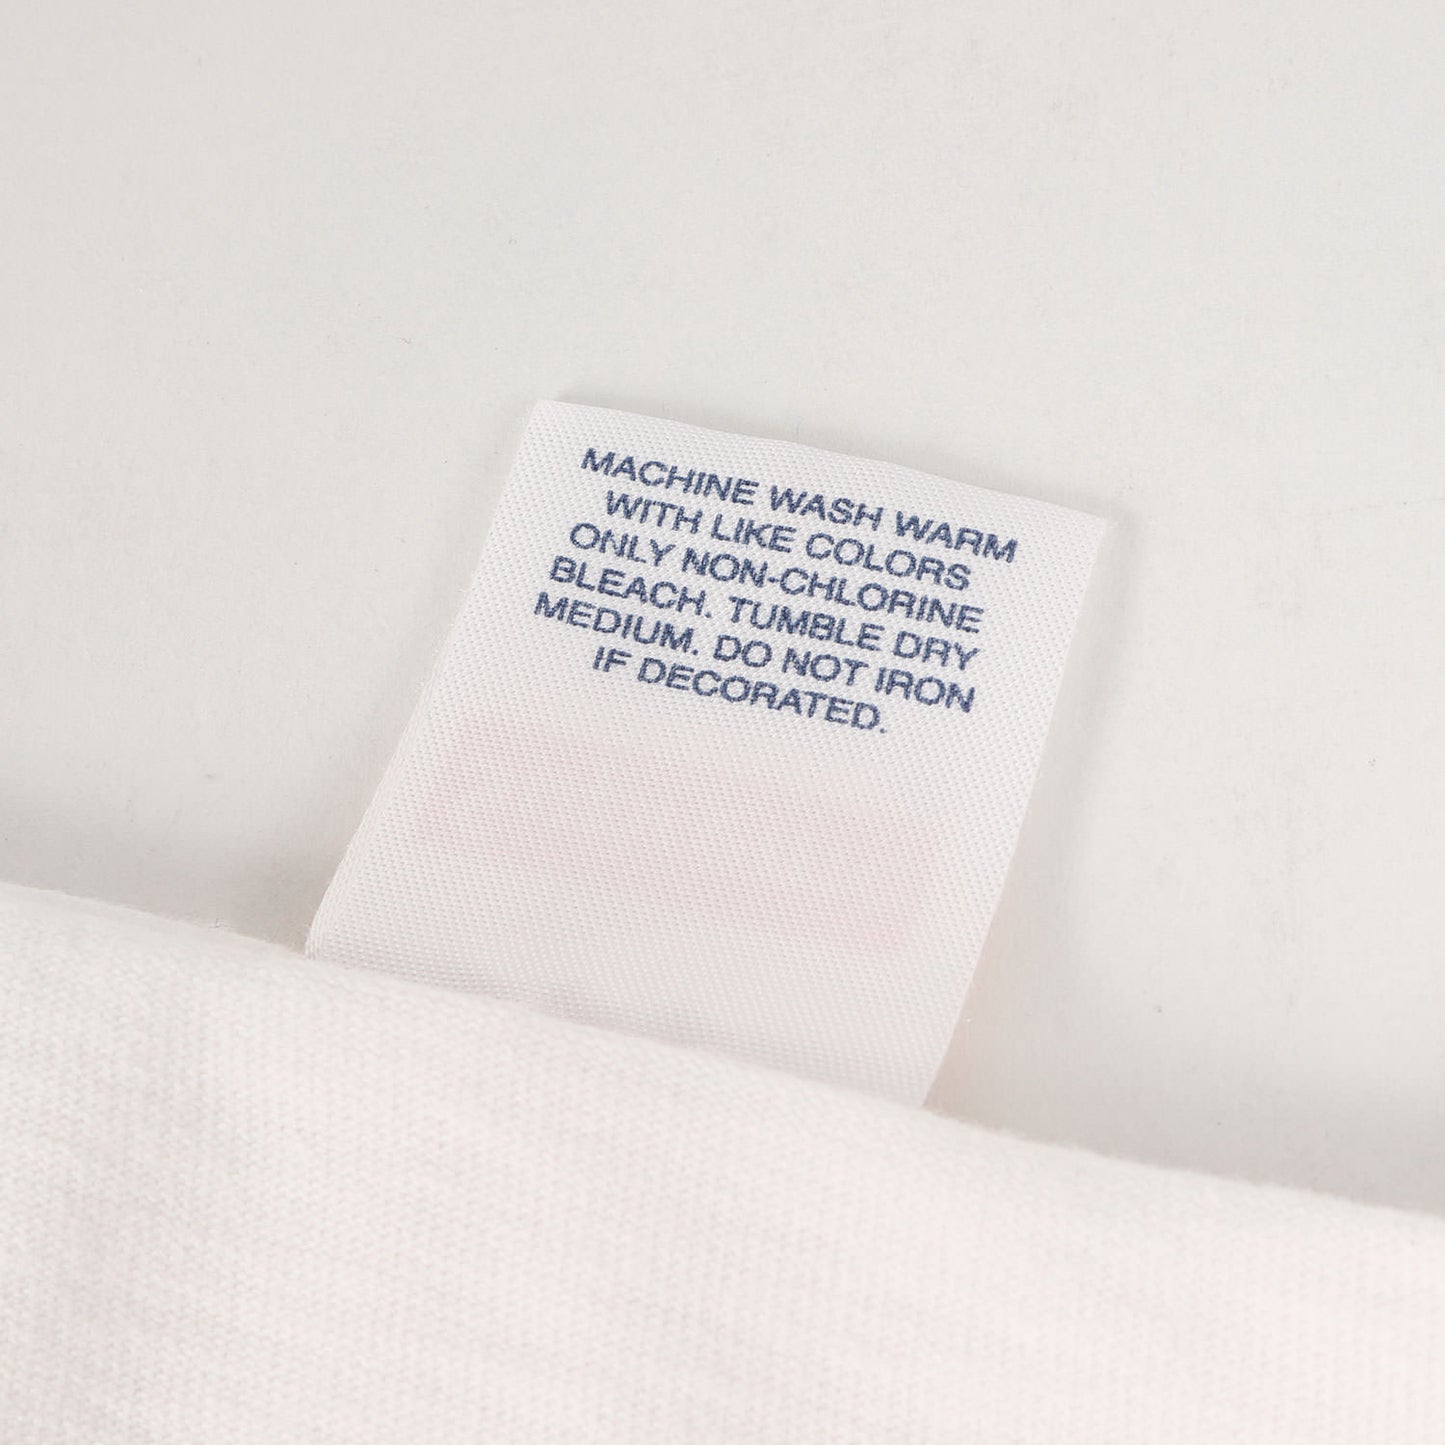 MACHINE WASH WARM
WITH LIKE COLORS
ONLY NON-CHLORINE
BLEACH. TUMBLE DRY
MEDIUM. DO NOT IRON
IF DECORATED.